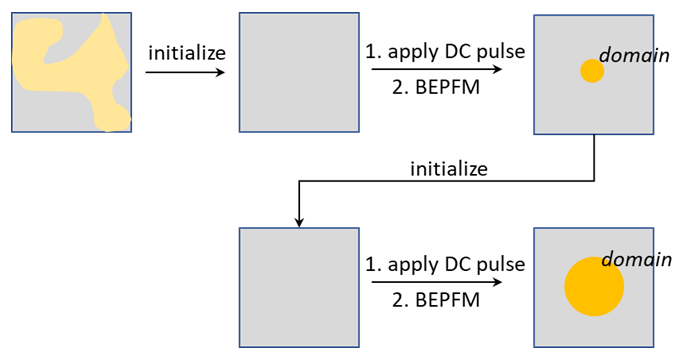 initialize
1. apply DC pulse
2. BEPFM
domain
initialize
1. apply DC pulse
2. BEPFM
domain